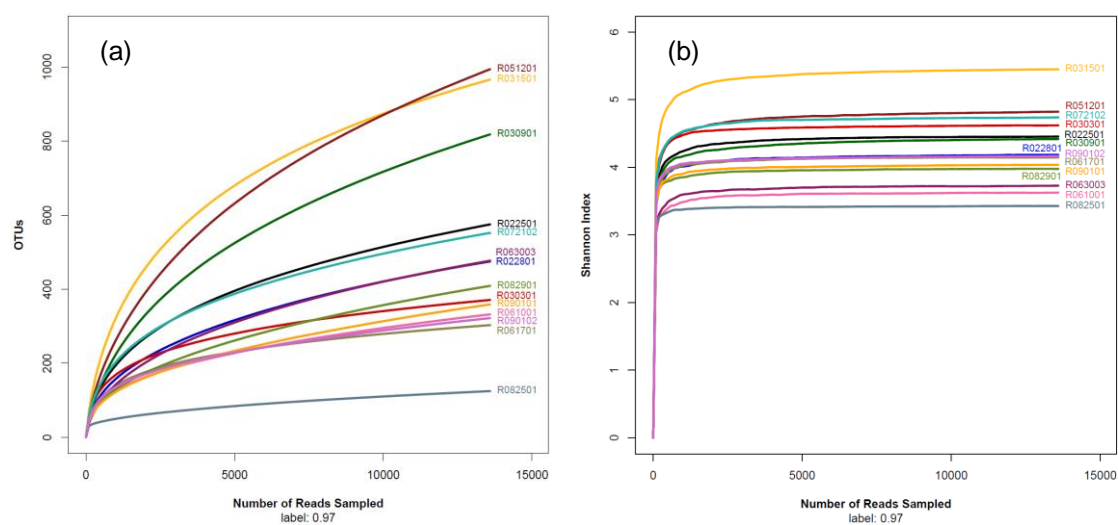 (a)
OTUs
1000
800
600
400
200
0
R051201
R031501
R030901
R022501
R072102
R063003
R022801
R082901
R030301
R090101
R061001
R090102
R061701
R082501
0
5000
10000
15000
Number of Reads Sampled
label: 0.97
(b)
Shannon Index
6
5
4
3
2
1
0
R031501
R051201
R072102
R030301
R022501
R030901
R022801
R090102
R061701
R090101
R082901
R063003
R061001
R082501
0
5000
10000
15000
Number of Reads Sampled
label: 0.97